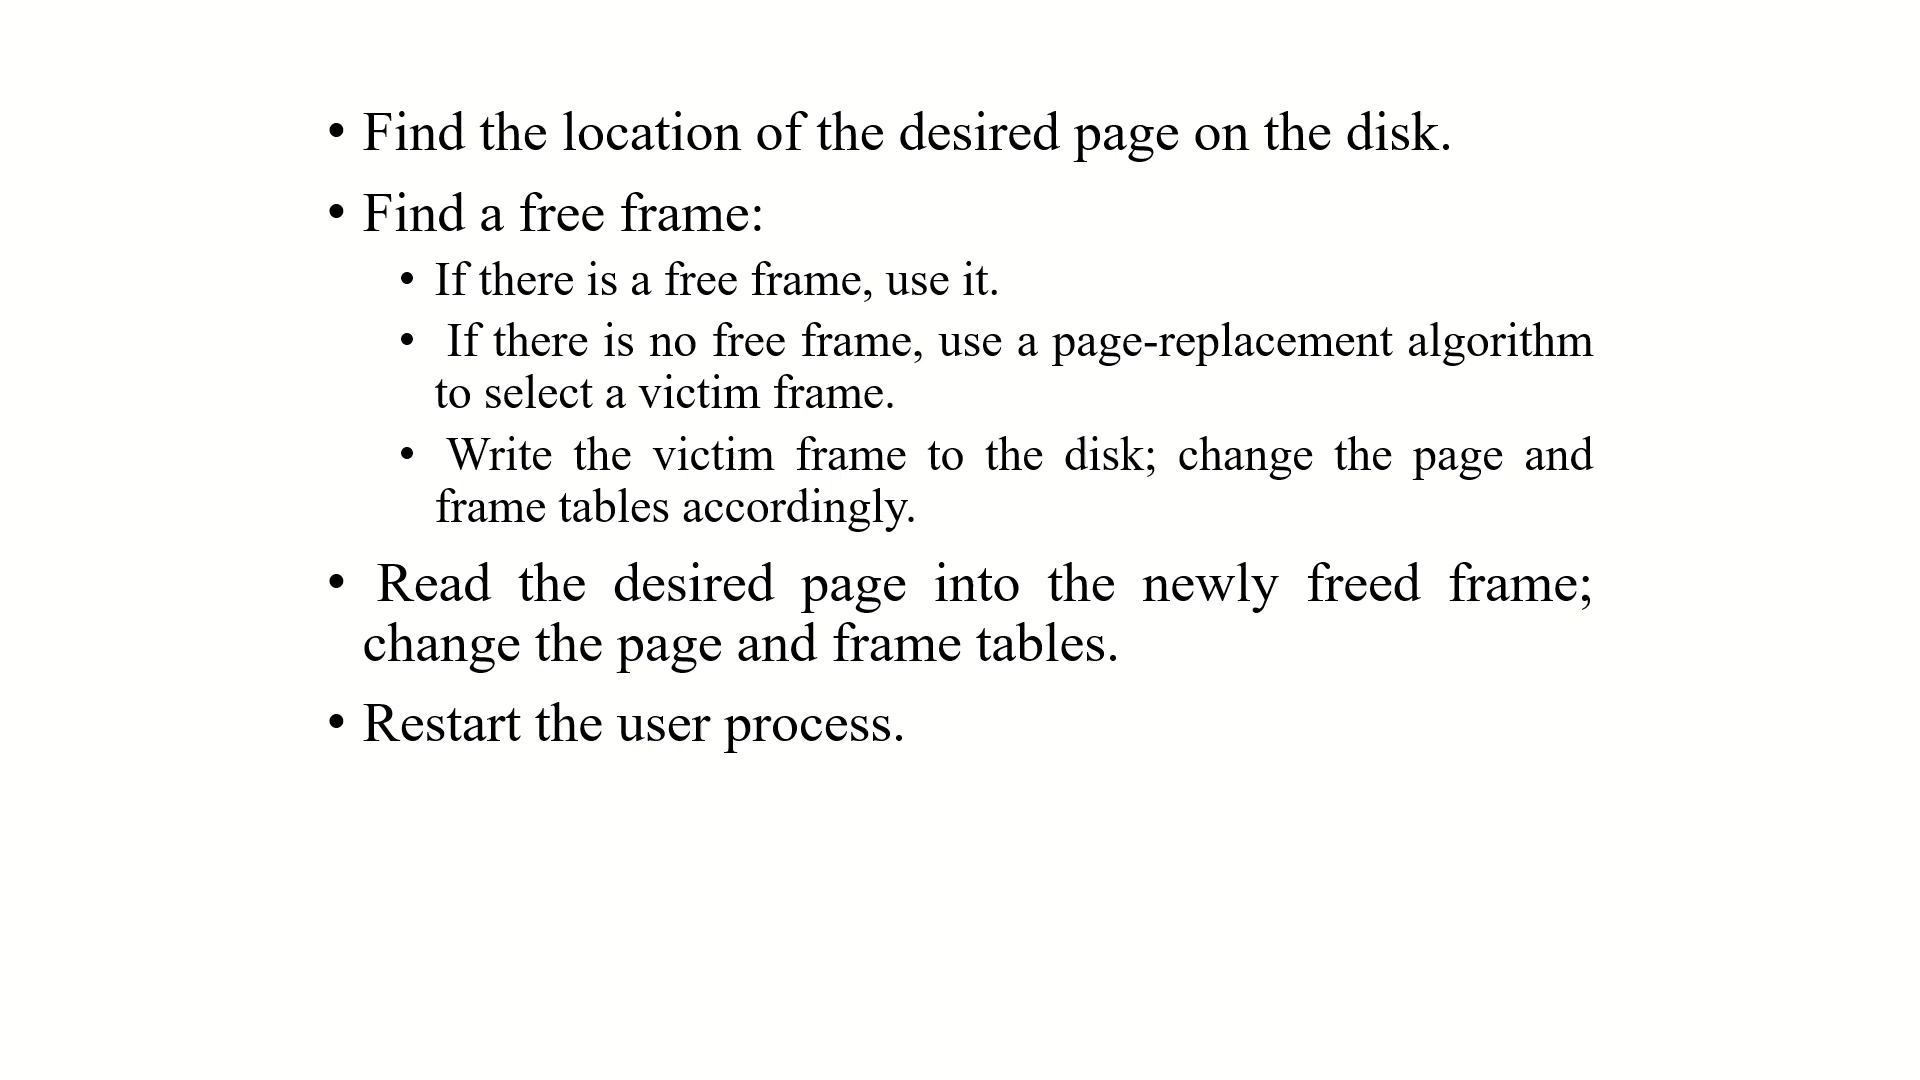 • Find the location of the desired page on the disk.
• Find a free frame:
• If there is a free frame, use it.
• If there is no free frame, use a page-replacement algorithm
to select a victim frame.
• Write the victim frame to the disk; change the page and
frame tables accordingly.
• Read the desired page into the newly freed frame;
change the page and frame tables.
• Restart the user process.